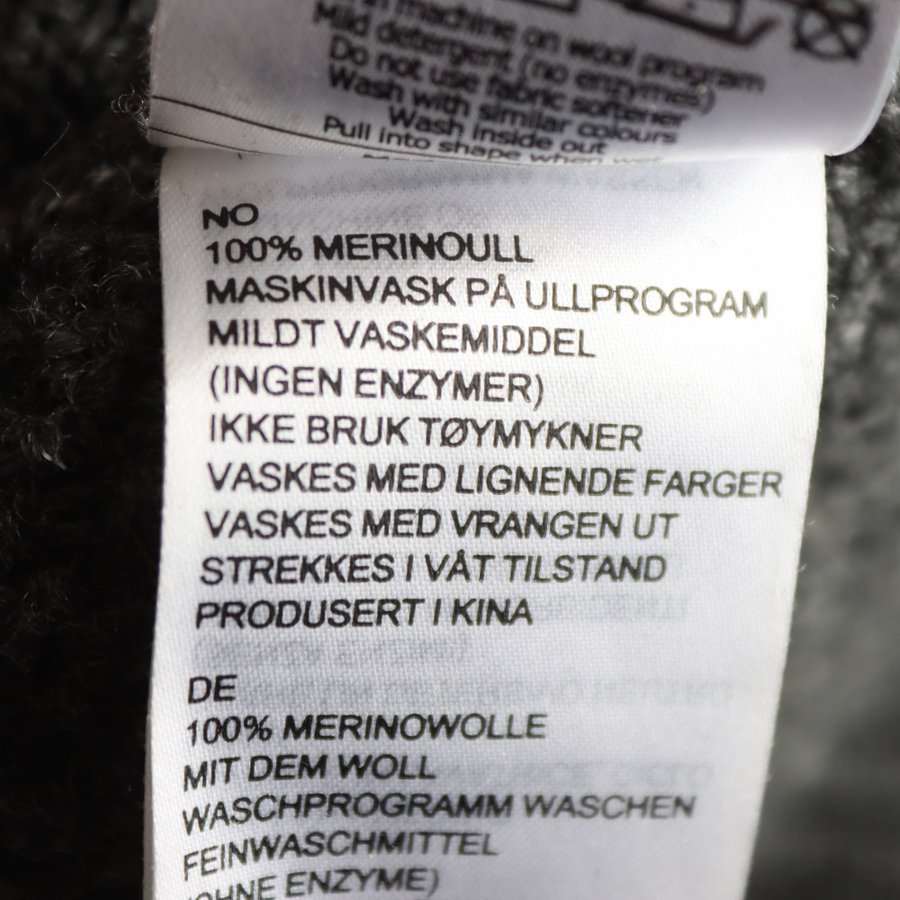 machine on wool program
Mild detergent (no enzymes)
Do not use fabric softener
Wash with similar colours
Wash inside out
Pull into shape when wet
NO
100% MERINOULL
MASKINVASK PÅ ULLPROGRAM
MILDT VASKEMIDDEL
(INGEN ENZYMER)
IKKE BRUK TØYMYKNER
VASKES MED LIGNENDE FARGER
VASKES MED VRANGEN UT
STREKKES I VÅT TILSTAND
PRODUSERT I KINA
DE
100% MERINOWOLLE
MIT DEM WOLL
WASCHPROGRAMM WASCHEN
FEINWASCHMITTEL
(OHNE ENZYME)